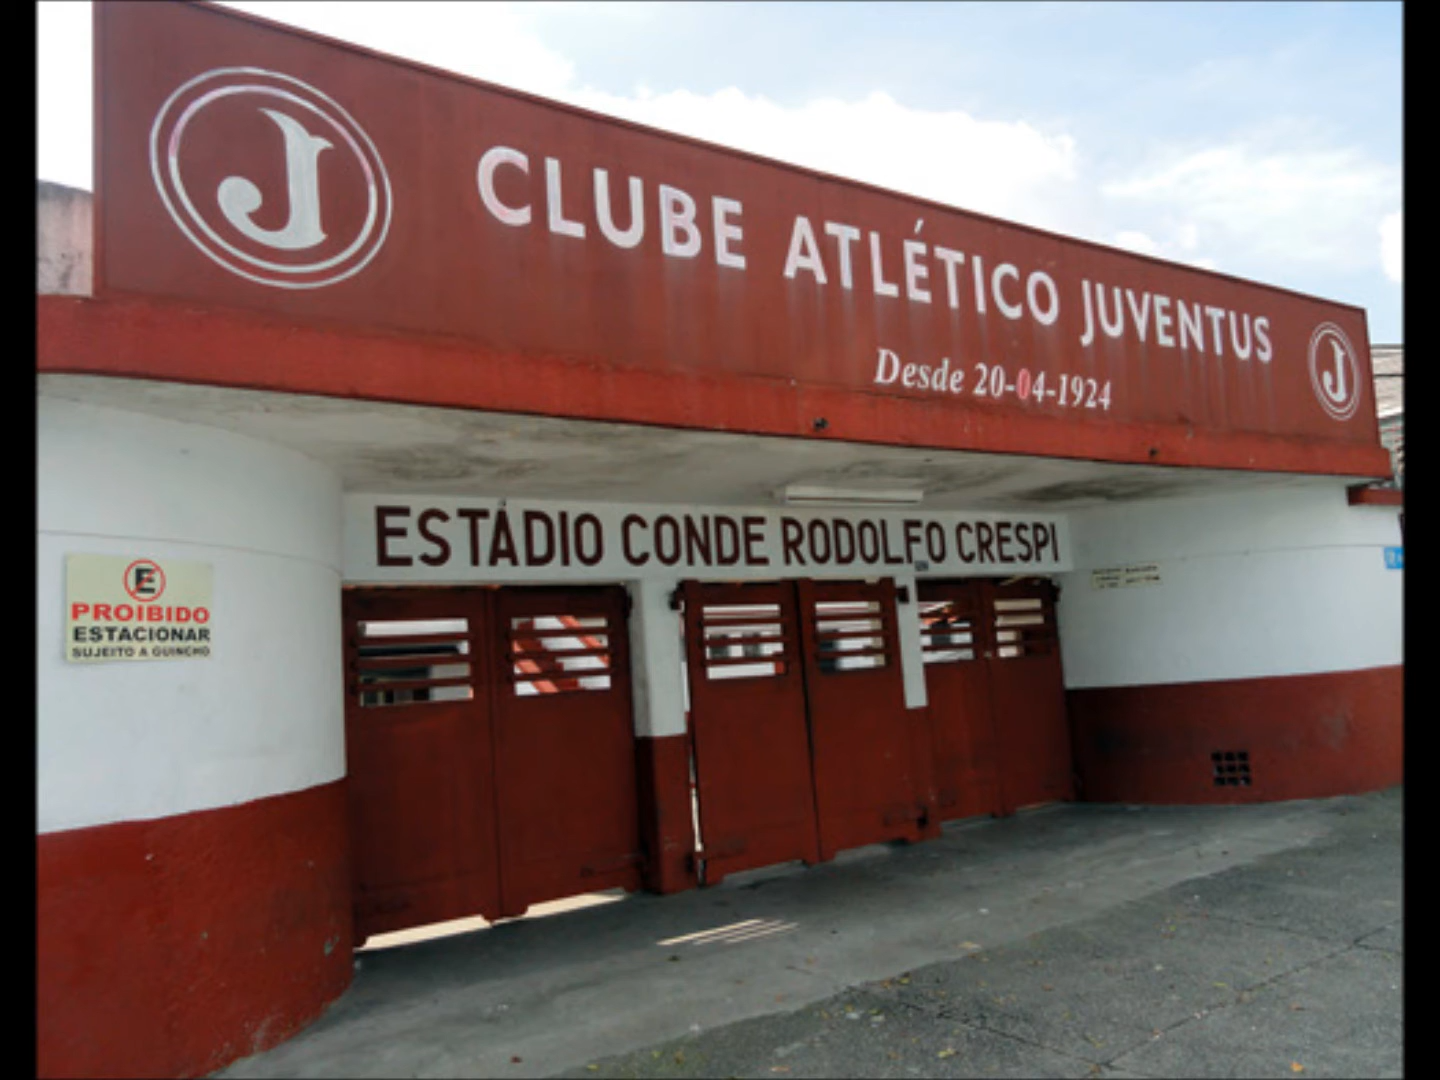 J
CLUBE ATLÉTICO JUVENTUS
J
Desde 20-04-1924
ESTÁDIO CONDE RODOLFO CRESPI
E
PROIBIDO
ESTACIONAR
SUJEITO A GUINCHO